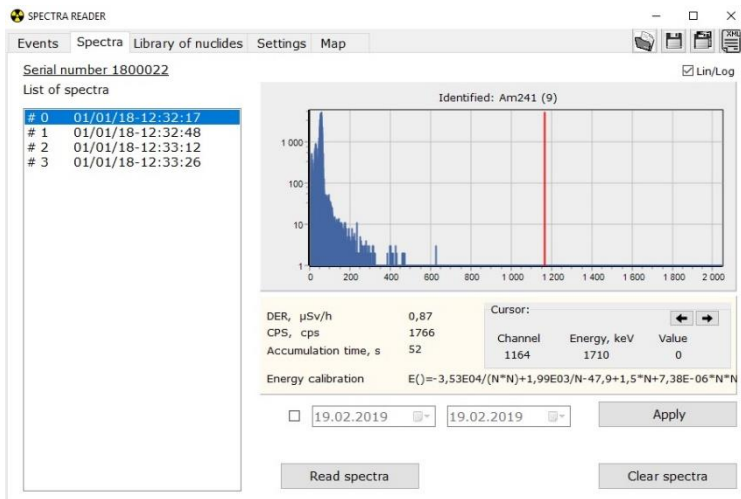 SPECTRA READER
Events Spectra Library of nuclides Settings Map
XML
Serial number 1800022
Lin/Log
List of spectra
# 0 01/01/18-12:32:17
# 1 01/01/18-12:32:48
# 2 01/01/18-12:33:12
# 3 01/01/18-12:33:26
Identified: Am241 (9)
1 000
100
10
1
0 200 400 600 800 1 000 1 200 1 400 1 600 1 800 2 000
DER, µSv/h 0,87
CPS, cps 1766
Accumulation time, s 52
Cursor:
Channel Energy, keV Value
1164 1710 0
Energy calibration E()=-3,53E04/(N*N)+1,99E03/N-47,9+1,5*N+7,38E-06*N*N
19.02.2019 19.02.2019 Apply
Read spectra Clear spectra